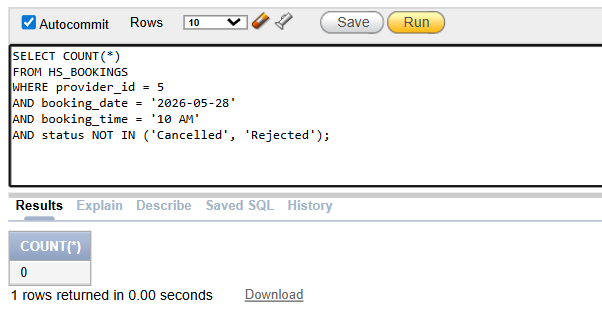 Autocommit Rows 10 Save Run
SELECT COUNT(*)
FROM HS_BOOKINGS
WHERE provider_id = 5
AND booking_date = '2026-05-28'
AND booking_time = '10 AM'
AND status NOT IN ('Cancelled', 'Rejected');
Results Explain Describe Saved SQL History
COUNT(*)
0
1 rows returned in 0.00 seconds Download